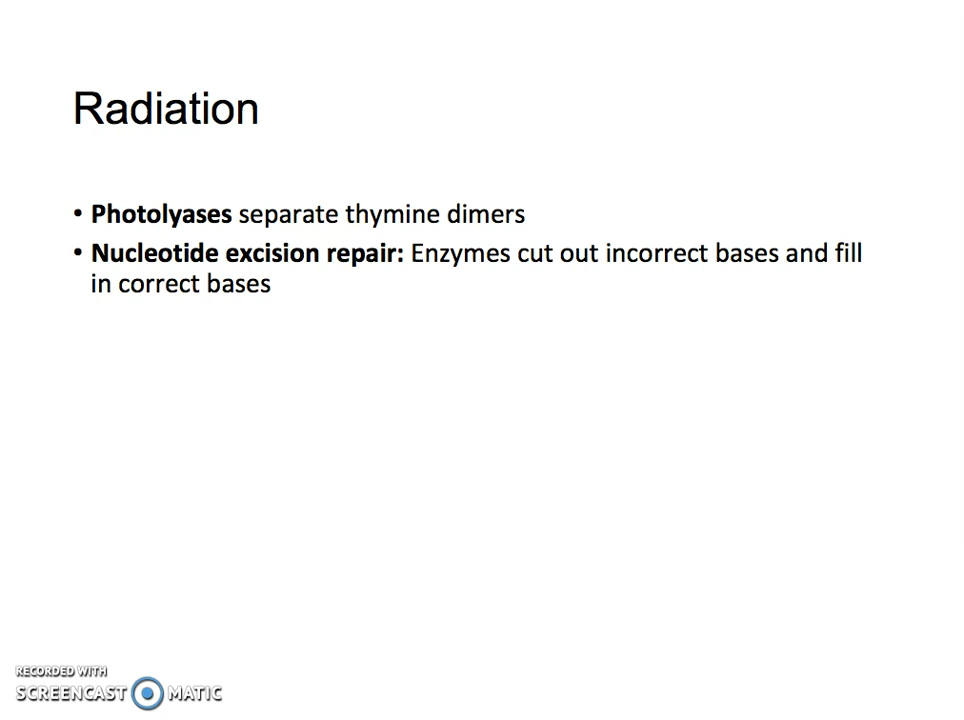 Radiation
• Photolyases separate thymine dimers
• Nucleotide excision repair: Enzymes cut out incorrect bases and fill
in correct bases
RECORDED WITH
SCREENCAST MATIC